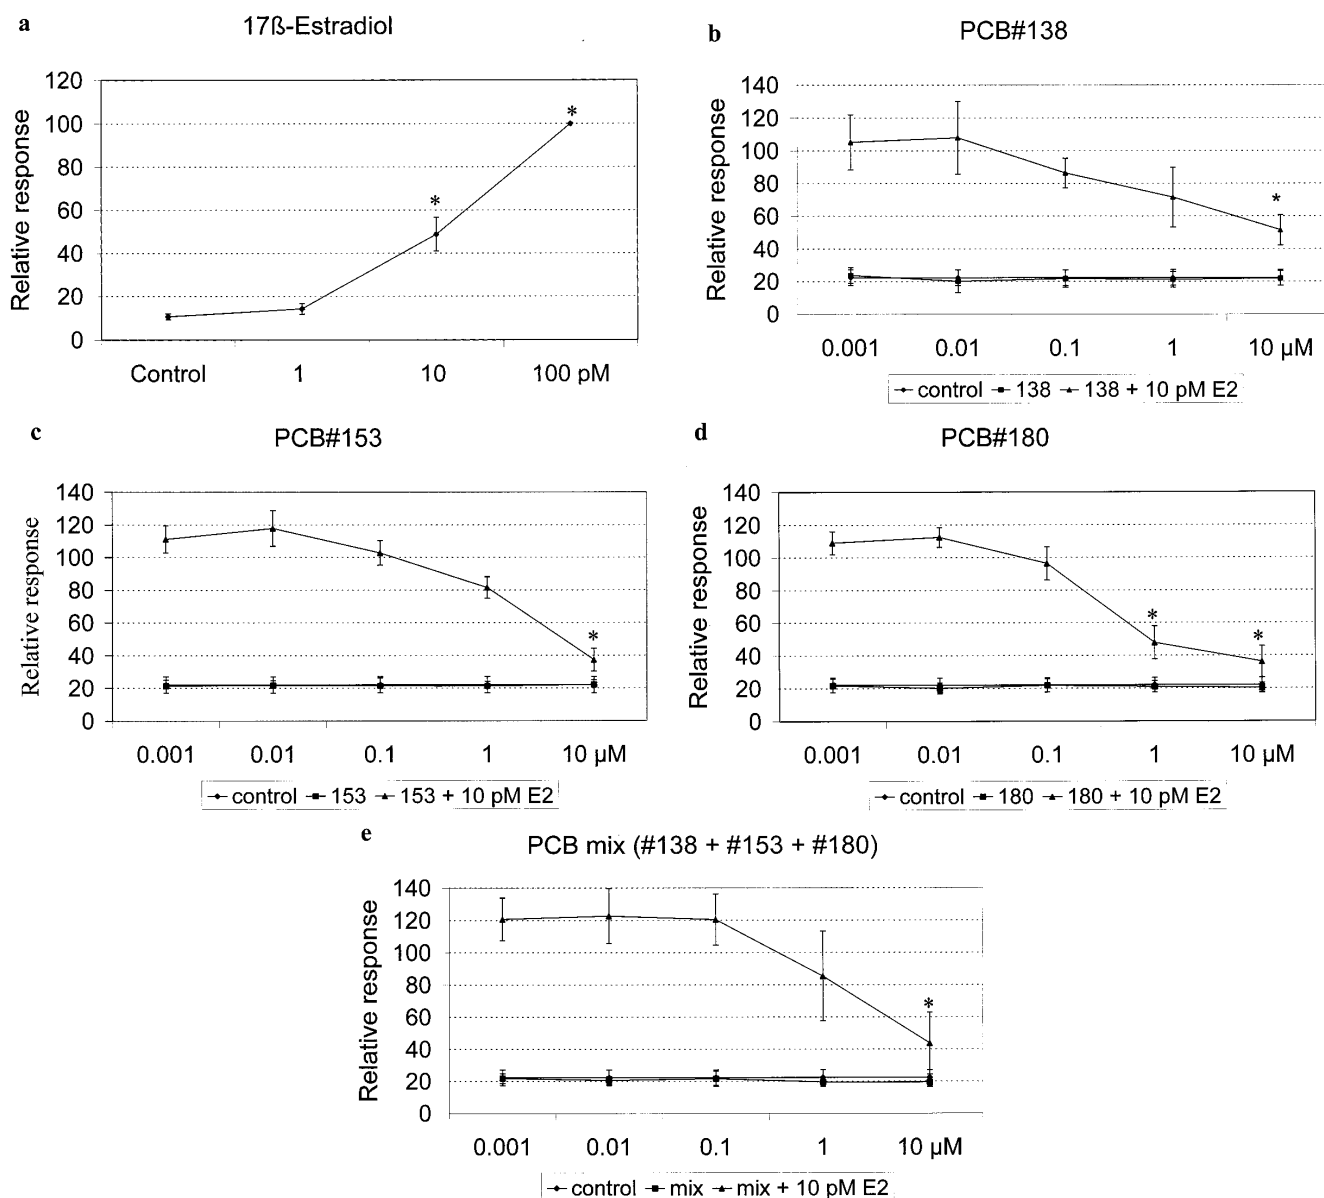 a
17ß-Estradiol
Relative response
120
100
80
60
40
20
0
*
*
Control 1 10 100 pM
b
PCB#138
Relative response
140
120
100
80
60
40
20
0
*
0.001 0.01 0.1 1 10 µM
control 138 138 + 10 pM E2
c
PCB#153
Relative response
140
120
100
80
60
40
20
0
*
0.001 0.01 0.1 1 10 µM
control 153 153 + 10 pM E2
d
PCB#180
Relative response
140
120
100
80
60
40
20
0
*
*
0.001 0.01 0.1 1 10 µM
control 180 180 + 10 pM E2
e
PCB mix (#138 + #153 + #180)
Relative response
140
120
100
80
60
40
20
0
*
0.001 0.01 0.1 1 10 µM
control mix mix + 10 pM E2